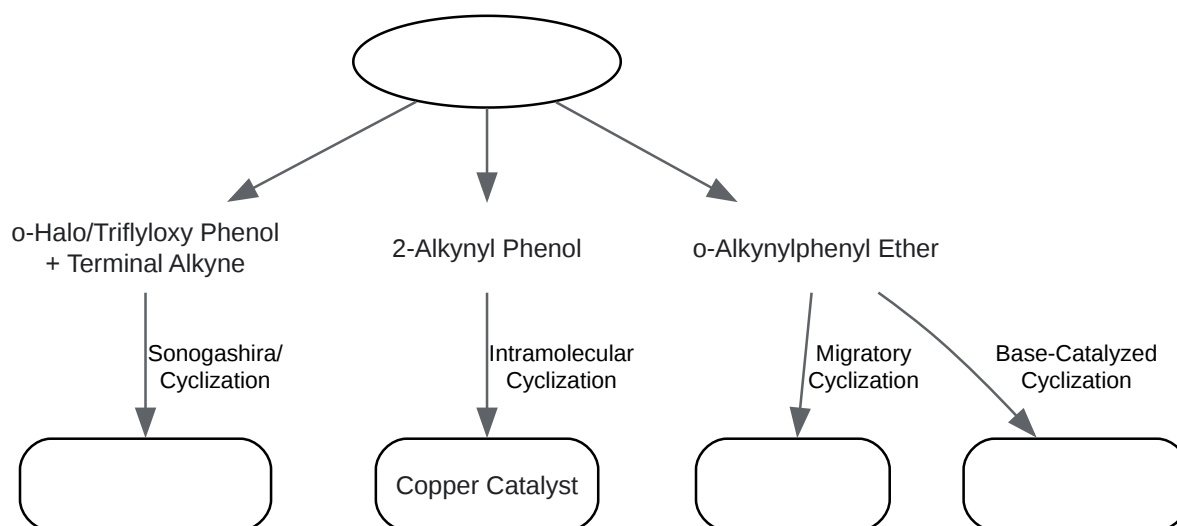 o-Halo/Triflyloxy Phenol
+ Terminal Alkyne
2-Alkynyl Phenol
o-Alkynylphenyl Ether
Sonogashira/
Cyclization
Intramolecular
Cyclization
Migratory
Cyclization
Base-Catalyzed
Cyclization
Copper Catalyst